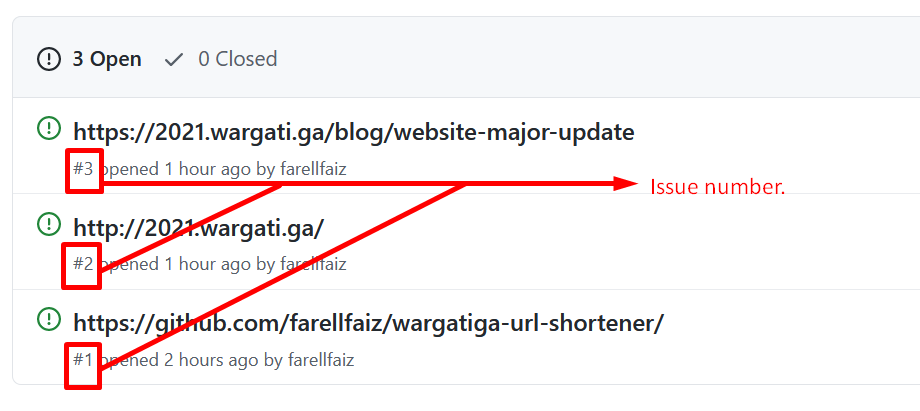 3 Open 0 Closed
https://2021.wargati.ga/blog/website-major-update
#3 opened 1 hour ago by farellfaiz
Issue number.
http://2021.wargati.ga/
#2 opened 1 hour ago by farellfaiz
https://github.com/farellfaiz/wargatiga-url-shortener/
#1 opened 2 hours ago by farellfaiz